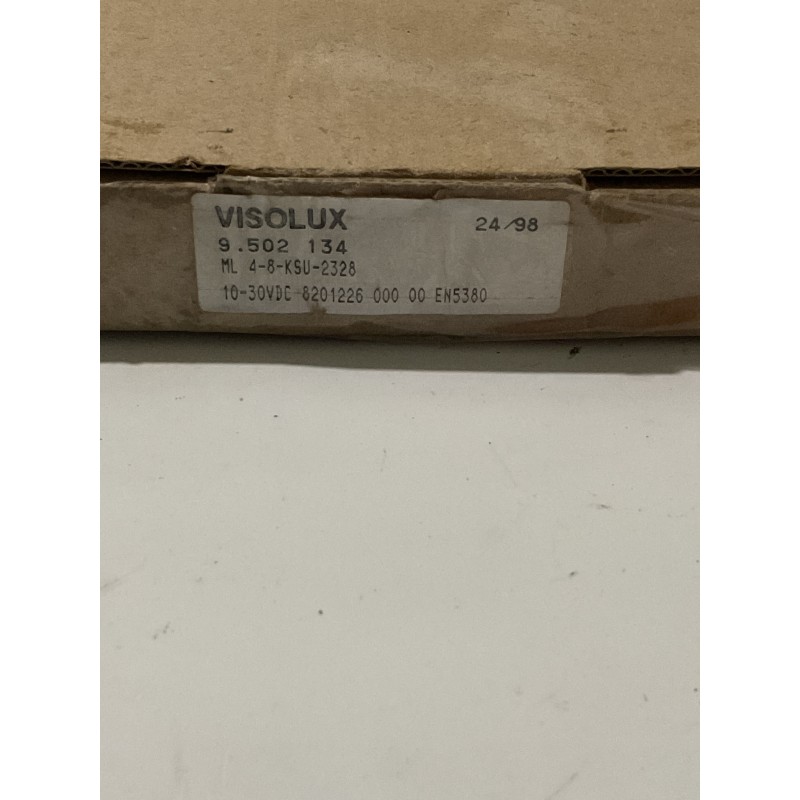 VISOLUX 24/98
9.502 134
ML 4-8-KSU-2328
10-30VDC 8201226 000 00 EN5380